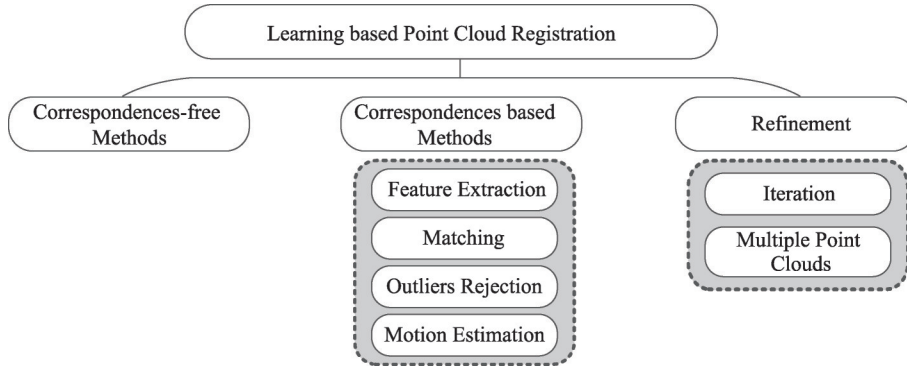 Learning based Point Cloud Registration
Correspondences-free
Methods
Correspondences based
Methods
Refinement
Feature Extraction
Matching
Outliers Rejection
Motion Estimation
Iteration
Multiple Point
Clouds